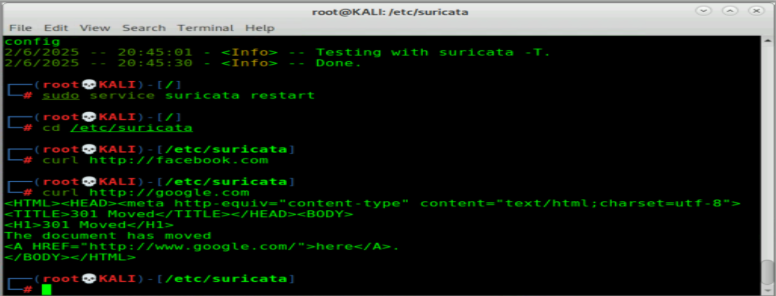 root@KALI: /etc/suricata
File Edit View Search Terminal Help
config
2/6/2025 -- 20:45:01 - <Info> -- Testing with suricata -T.
2/6/2025 -- 20:45:30 - <Info> -- Done.
┌──(root💀KALI)-[/]
└─# sudo service suricata restart
┌──(root💀KALI)-[/]
└─# cd /etc/suricata
┌──(root💀KALI)-[/etc/suricata]
└─# curl http://facebook.com
┌──(root💀KALI)-[/etc/suricata]
└─# curl http://google.com
<HTML><HEAD><meta http-equiv="content-type" content="text/html;charset=utf-8">
<TITLE>301 Moved</TITLE></HEAD><BODY>
<H1>301 Moved</H1>
The document has moved
<A HREF="http://www.google.com/">here</A>.
</BODY></HTML>
┌──(root💀KALI)-[/etc/suricata]
└─#